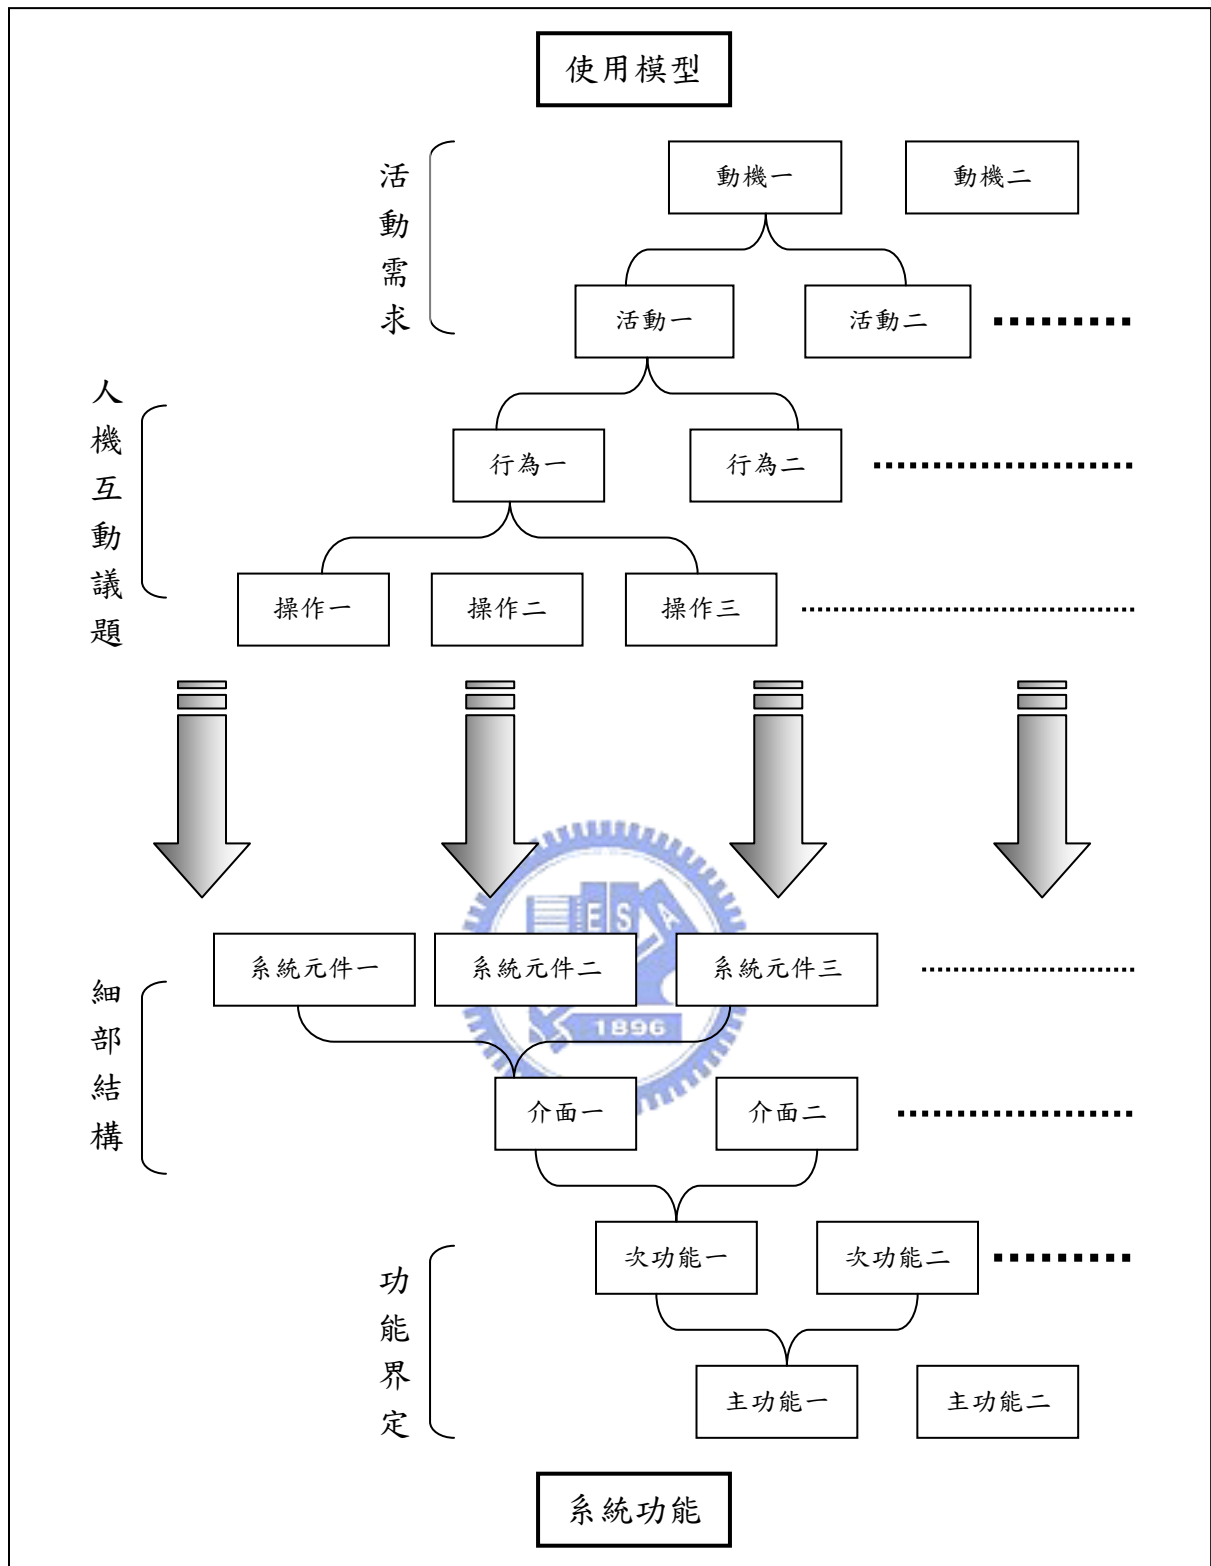 使用模型
活動需求
動機一
動機二
活動一
活動二
人機互動議題
行為一
行為二
操作一
操作二
操作三
E S A
系統元件一
系統元件二
系統元件三
細部結構
1896
介面一
介面二
次功能一
次功能二
功能界定
主功能一
主功能二
系統功能